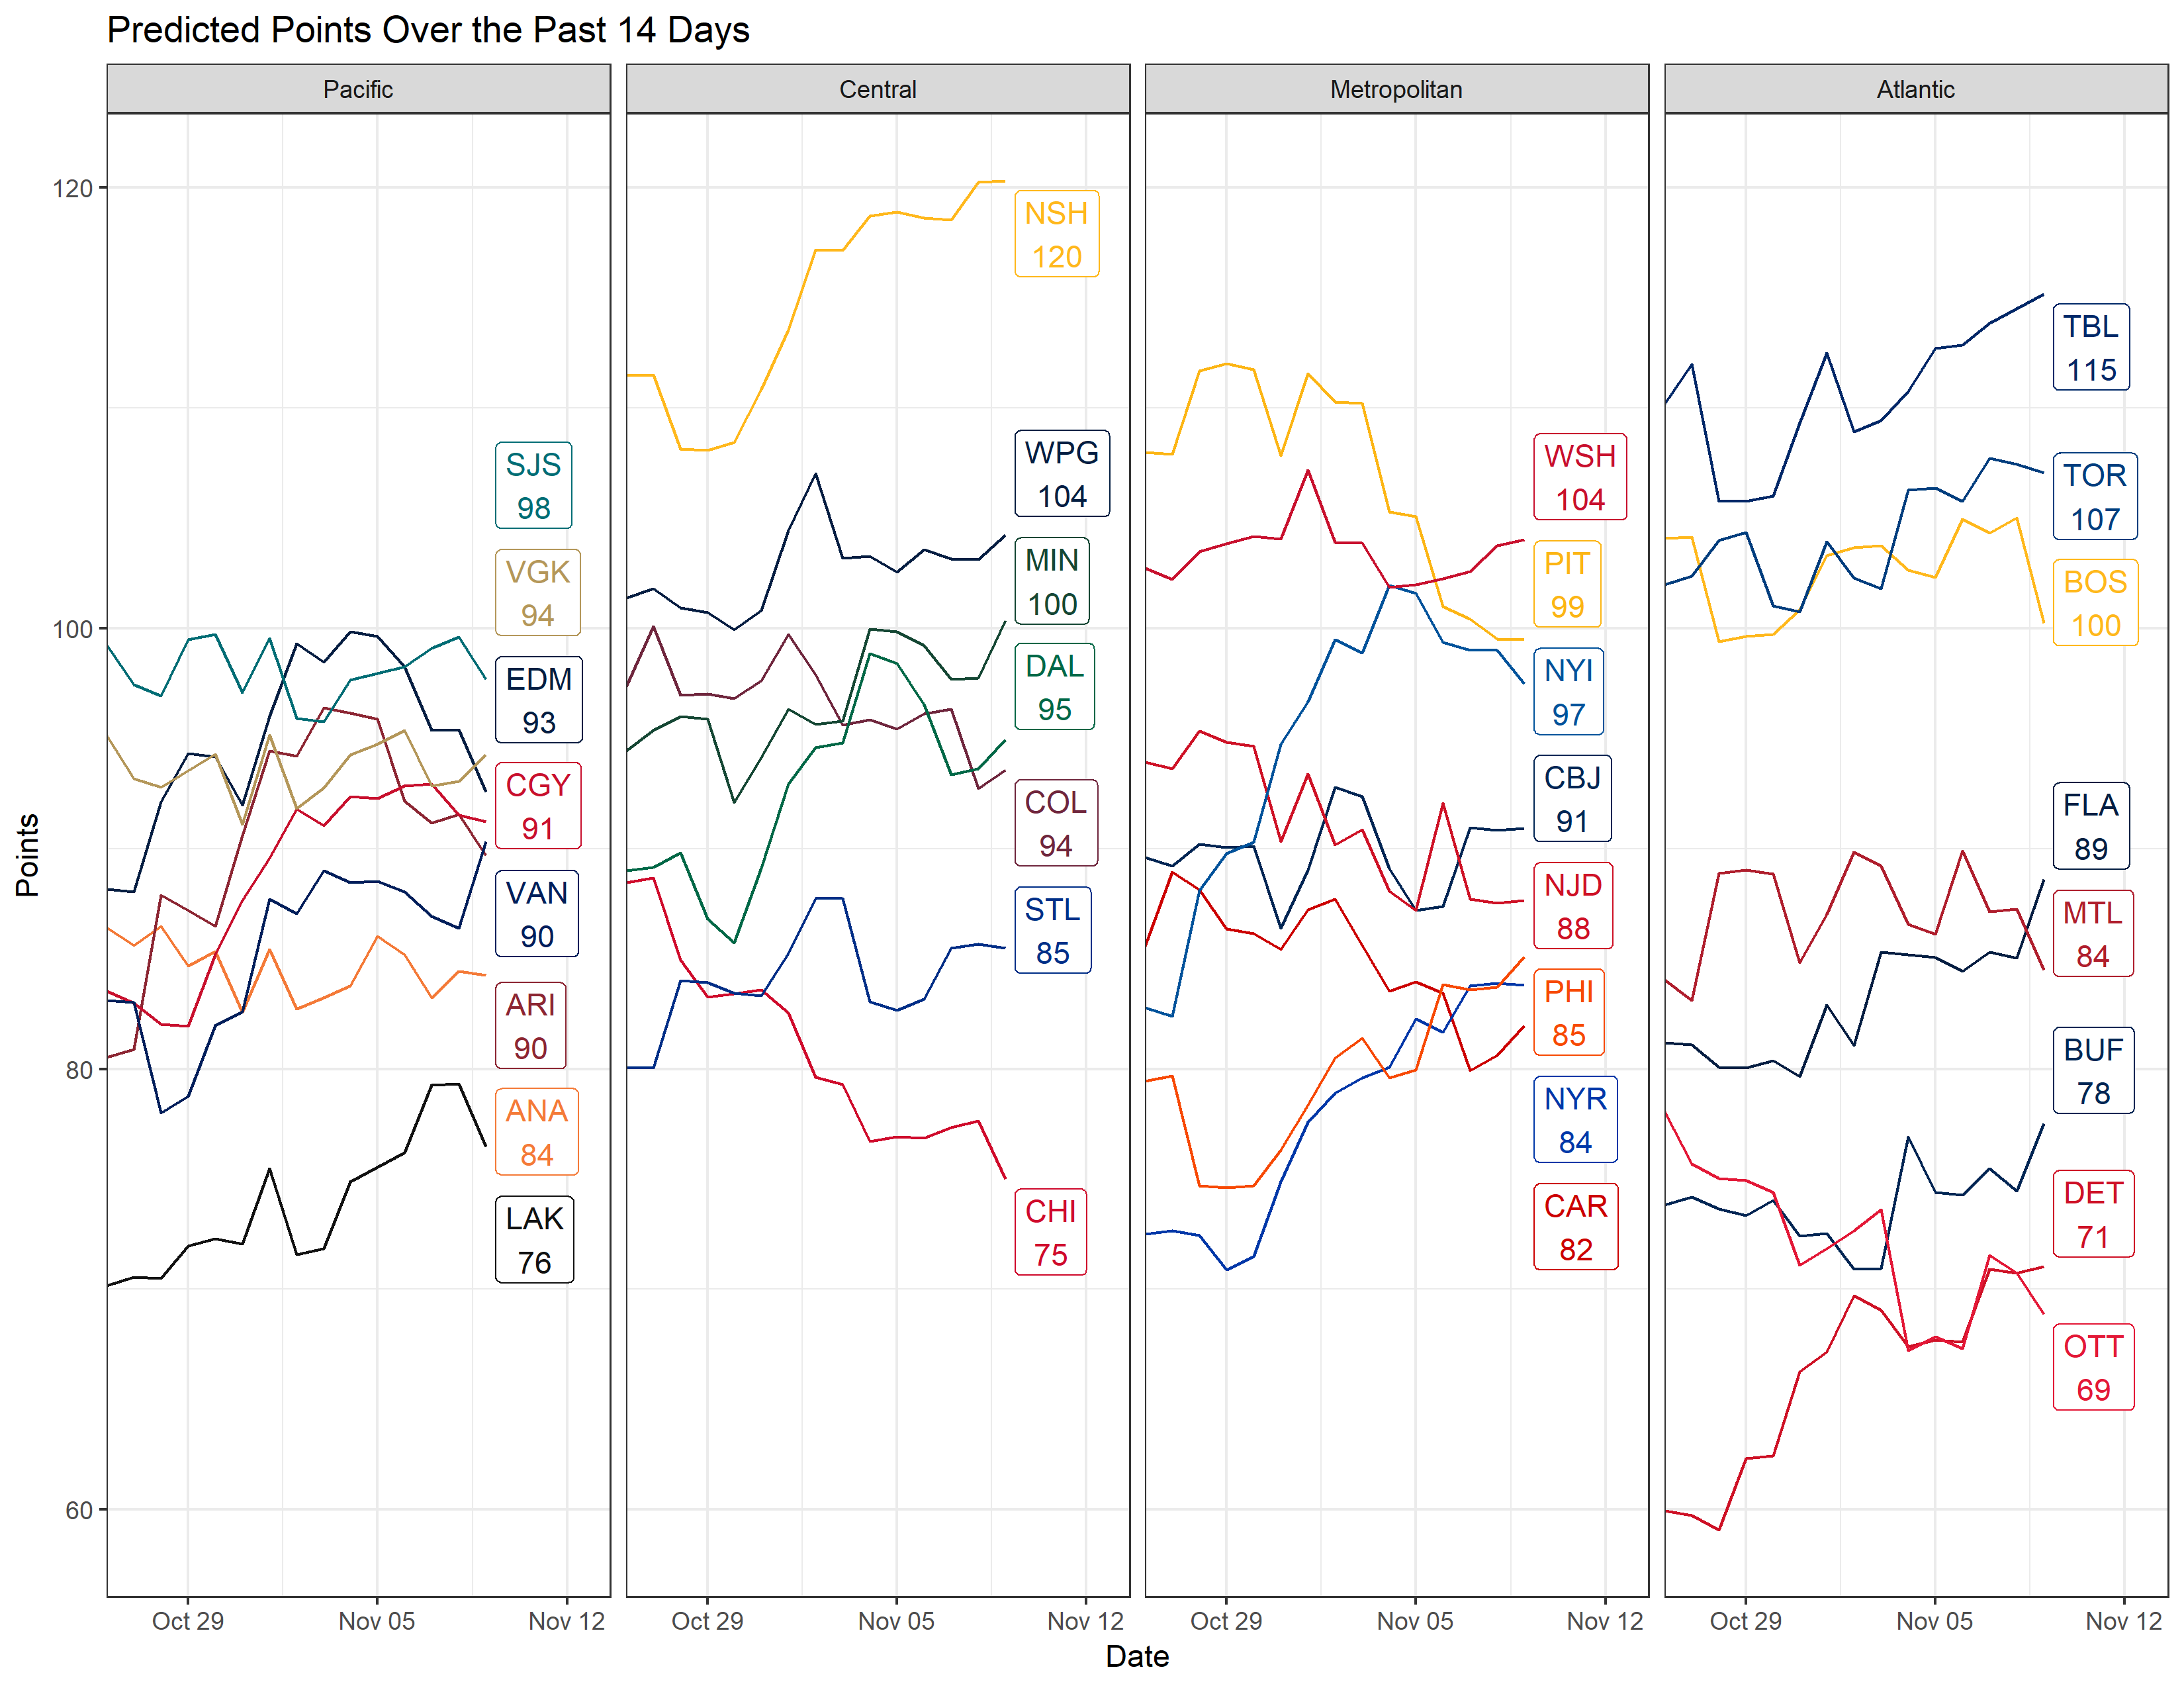 Predicted Points Over the Past 14 Days
Pacific
Central
Metropolitan
Atlantic
Points
120
100
80
60
SJS
98
VGK
94
EDM
93
CGY
91
VAN
90
ARI
90
ANA
84
LAK
76
NSH
120
WPG
104
MIN
100
DAL
95
COL
94
STL
85
CHI
75
WSH
104
PIT
99
NYI
97
CBJ
91
NJD
88
PHI
85
NYR
84
CAR
82
TBL
115
TOR
107
BOS
100
FLA
89
MTL
84
BUF
78
DET
71
OTT
69
Oct 29 Nov 05 Nov 12
Oct 29 Nov 05 Nov 12
Oct 29 Nov 05 Nov 12
Oct 29 Nov 05 Nov 12
Date